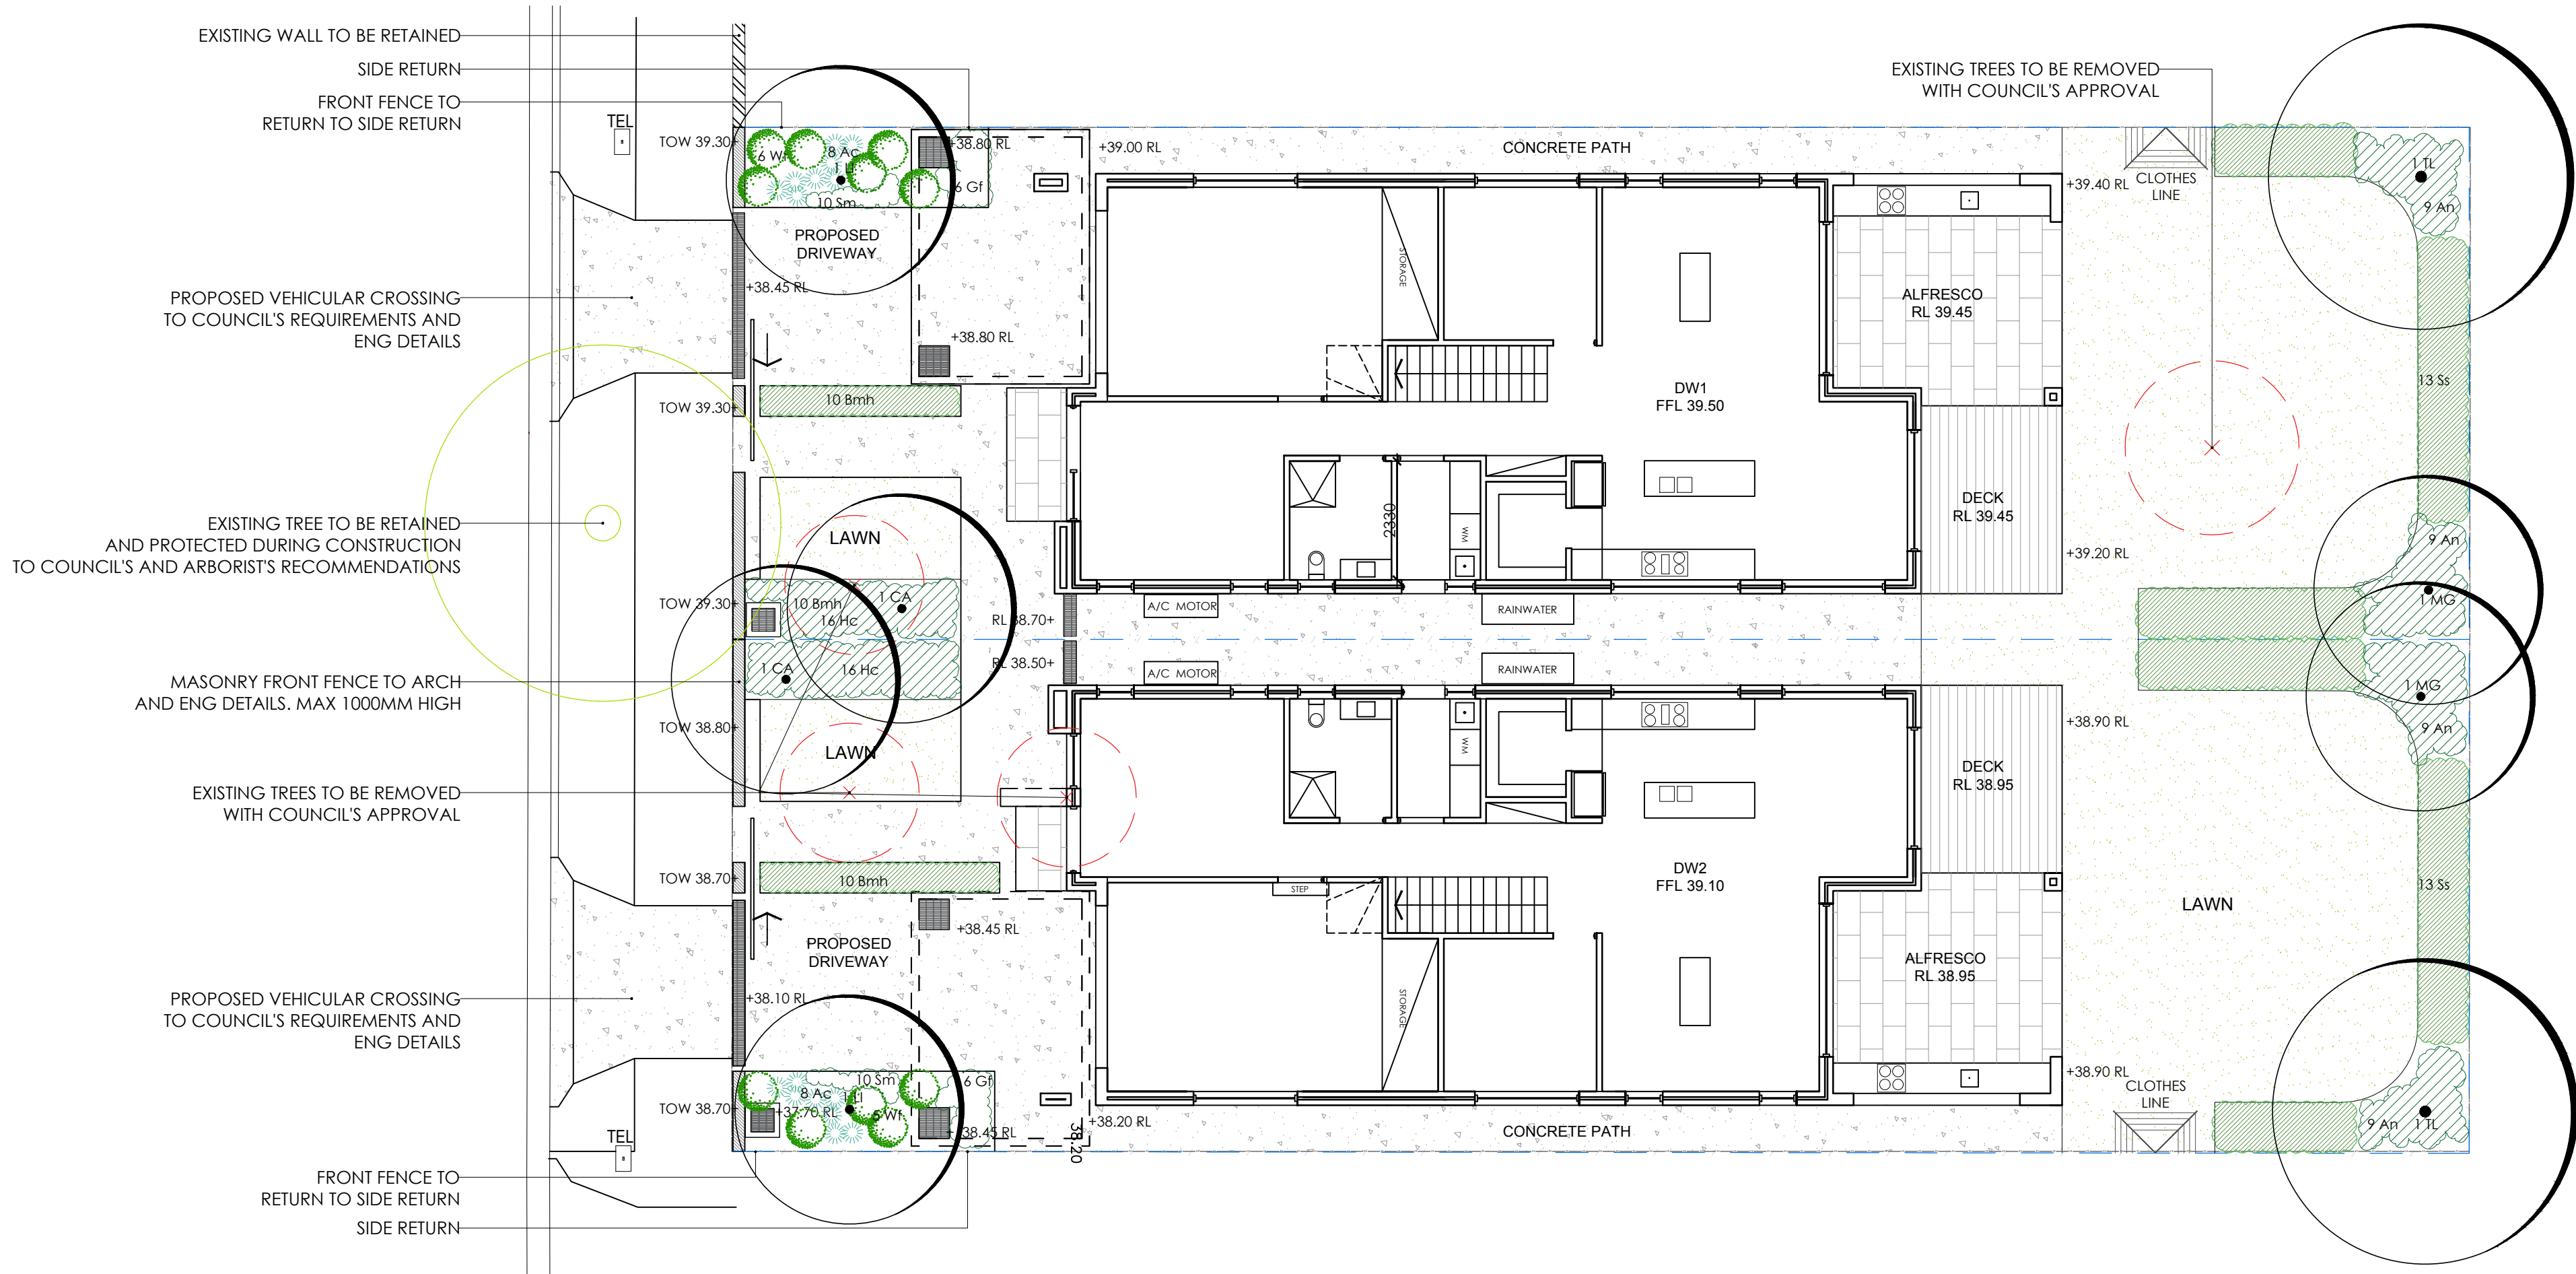 EXISTING WALL TO BE RETAINED
SIDE RETURN
FRONT FENCE TO
RETURN TO SIDE RETURN
TEL
TOW 39.30+
PROPOSED VEHICULAR CROSSING
TO COUNCIL'S REQUIREMENTS AND
ENG DETAILS
TOW 39.30+
EXISTING TREE TO BE RETAINED
AND PROTECTED DURING CONSTRUCTION
TO COUNCIL'S AND ARBORIST'S RECOMMENDATIONS
TOW 39.30+
MASONRY FRONT FENCE TO ARCH
AND ENG DETAILS. MAX 1000MM HIGH
TOW 38.80+
EXISTING TREES TO BE REMOVED
WITH COUNCIL'S APPROVAL
TOW 38.70+
PROPOSED VEHICULAR CROSSING
TO COUNCIL'S REQUIREMENTS AND
ENG DETAILS
TOW 38.70+
TEL
FRONT FENCE TO
RETURN TO SIDE RETURN
SIDE RETURN
8 Ac
10 Sm
6 Gf
+38.80 RL
PROPOSED
DRIVEWAY
+38.45 RL
+38.80 RL
10 Bmh
LAWN
10 Bmh
1 CA
16 Hc
1 CA
16 Hc
RL 38.70+
RL 38.50+
LAWN
10 Bmh
+38.45 RL
PROPOSED
DRIVEWAY
+38.10 RL
10 Sm
6 Gf
8 Ac
+37.70 RL
38.45 RL
38.20
+38.20 RL
+39.00 RL
CONCRETE PATH
STORAGE
DW1
FFL 39.50
2330
WM
A/C MOTOR
RAINWATER
A/C MOTOR
RAINWATER
WM
STEP
DW2
FFL 39.10
STORAGE
CONCRETE PATH
ALFRESCO
RL 39.45
DECK
RL 39.45
DECK
RL 38.95
ALFRESCO
RL 38.95
EXISTING TREES TO BE REMOVED
WITH COUNCIL'S APPROVAL
+39.40 RL
CLOTHES
LINE
1 TL
9 An
13 Ss
+39.20 RL
9 An
1 MG
1 MG
+38.90 RL
9 An
13 Ss
LAWN
+38.90 RL
CLOTHES
LINE
9 An
1 TL